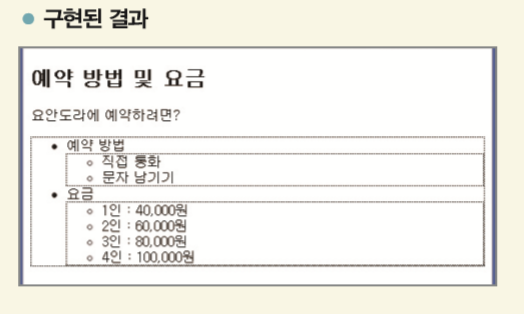 구현된 결과
예약 방법 및 요금
요안도라에 예약하려면?
예약 방법
직접 통화
문자 남기기
요금
1인 : 40,000원
2인 : 60,000원
3인 : 80,000원
4인 : 100,000원